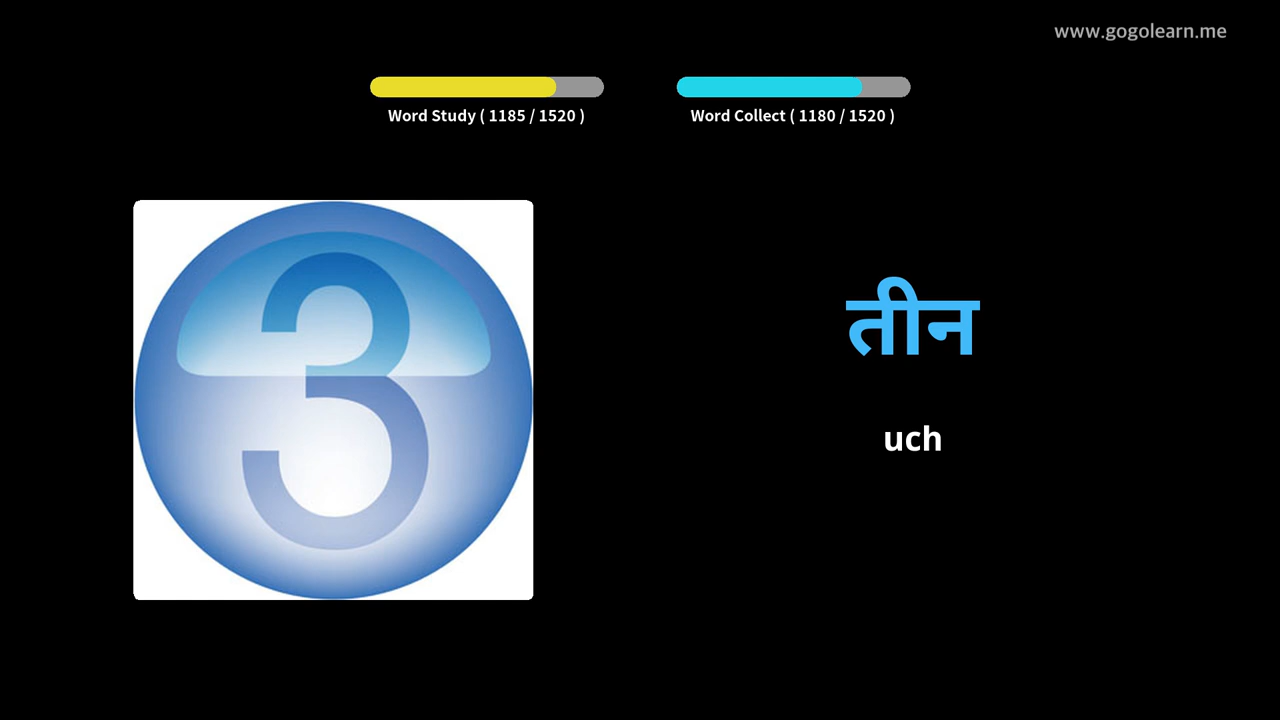 www.gogolearn.me
Word Study ( 1185 / 1520 )
Word Collect ( 1180 / 1520 )
3
तीन
uch